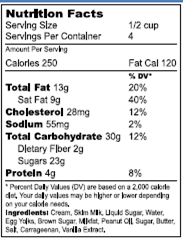 Nutrition Facts
Serving Size 1/2 cup
Servings Per Container 4
Amount Per Serving
Calories 250 Fat Cal 120
% DV*
Total Fat 13g 20%
Sat Fat 9g 40%
Cholesterol 28mg 12%
Sodium 55mg 2%
Total Carbohydrate 30g 12%
Dietary Fiber 2g
Sugars 23g
Protein 4g 8%
* Percent Daily Values (DV) are based on a 2,000 calorie
diet. Your daily values may be higher or lower depending
on your calorie needs.
Ingredients: Cream, Skim Milk, Liquid Sugar, Water,
Egg Yolks, Brown Sugar, Milkfat, Peanut Oil, Sugar, Butter,
Salt, Carrageenan, Vanilla Extract.